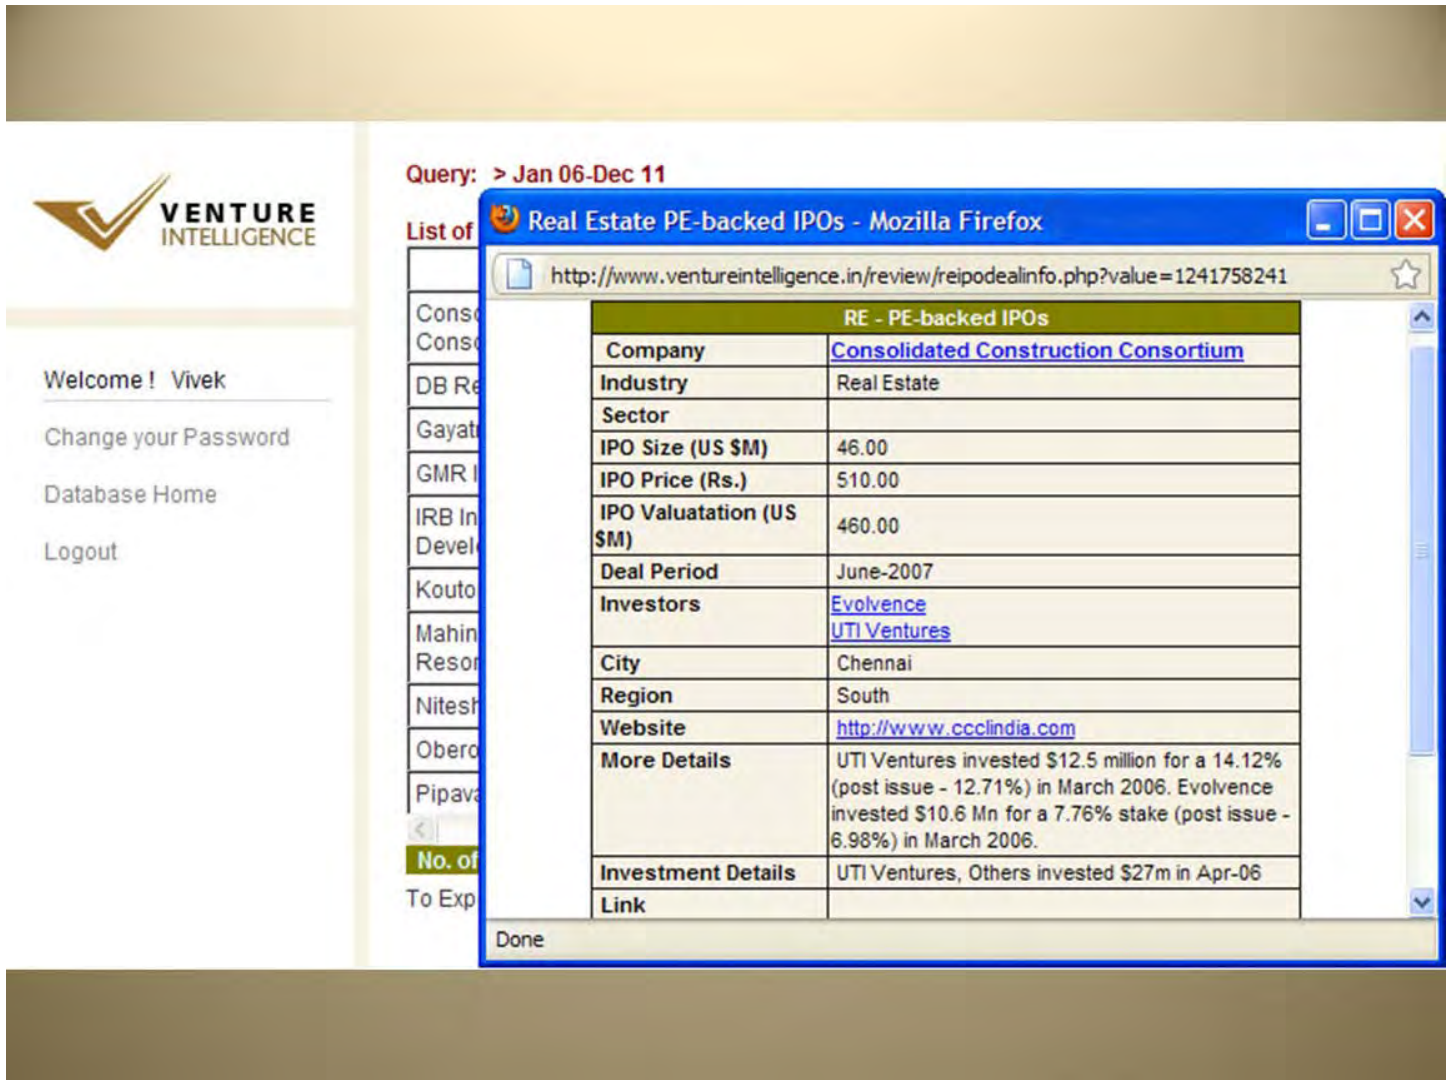 VENTURE
INTELLIGENCE
Welcome ! Vivek
Change your Password
Database Home
Logout
Query: > Jan 06-Dec 11
List of
Conso
Conso
DB Re
Gayatr
GMR I
IRB In
Develo
Kouto
Mahin
Resor
Nitesh
Obero
Pipava
No. of
To Exp
Real Estate PE-backed IPOs - Mozilla Firefox
http://www.ventureintelligence.in/review/reipodealinfo.php?value=1241758241
RE - PE-backed IPOs
Company Consolidated Construction Consortium
Industry Real Estate
Sector
IPO Size (US $M) 46.00
IPO Price (Rs.) 510.00
IPO Valuatation (US
$M) 460.00
Deal Period June-2007
Investors Evolvence
UTI Ventures
City Chennai
Region South
Website http://www.ccclindia.com
More Details UTI Ventures invested $12.5 million for a 14.12%
(post issue - 12.71%) in March 2006. Evolvence
invested $10.6 Mn for a 7.76% stake (post issue -
6.98%) in March 2006.
Investment Details UTI Ventures, Others invested $27m in Apr-06
Link
Done